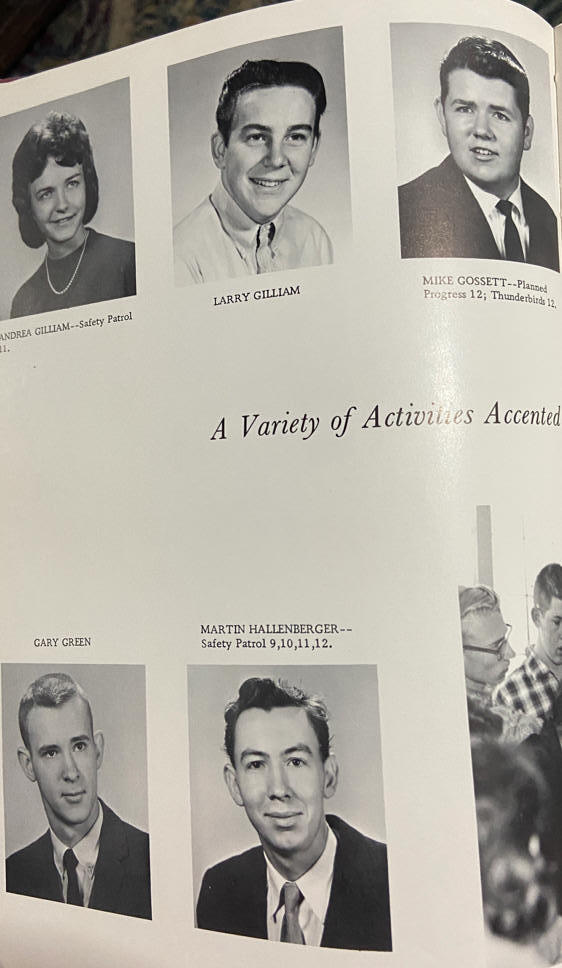 ANDREA GILLIAM--Safety Patrol
11.
LARRY GILLIAM
MIKE GOSSETT--Planned
Progress 12; Thunderbirds 12.
A Variety of Activities Accented
GARY GREEN
MARTIN HALLENBERGER--
Safety Patrol 9,10,11,12.